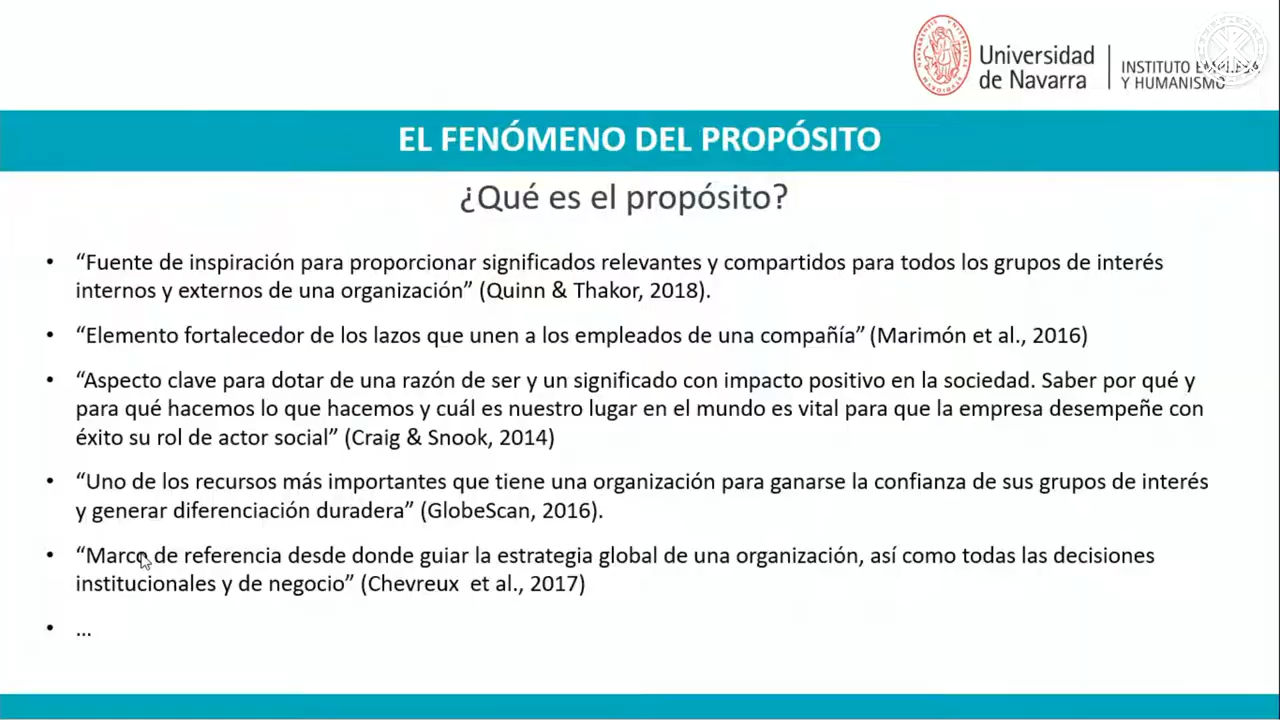 Universidad
de Navarra
INSTITUTO EMPRESA
Y HUMANISMO
EL FENÓMENO DEL PROPÓSITO
¿Qué es el propósito?
• “Fuente de inspiración para proporcionar significados relevantes y compartidos para todos los grupos de interés
internos y externos de una organización” (Quinn & Thakor, 2018).
• “Elemento fortalecedor de los lazos que unen a los empleados de una compañía” (Marimón et al., 2016)
• “Aspecto clave para dotar de una razón de ser y un significado con impacto positivo en la sociedad. Saber por qué y
para qué hacemos lo que hacemos y cuál es nuestro lugar en el mundo es vital para que la empresa desempeñe con
éxito su rol de actor social” (Craig & Snook, 2014)
• “Uno de los recursos más importantes que tiene una organización para ganarse la confianza de sus grupos de interés
y generar diferenciación duradera” (GlobeScan, 2016).
• “Marco de referencia desde donde guiar la estrategia global de una organización, así como todas las decisiones
institucionales y de negocio” (Chevreux et al., 2017)
• ...